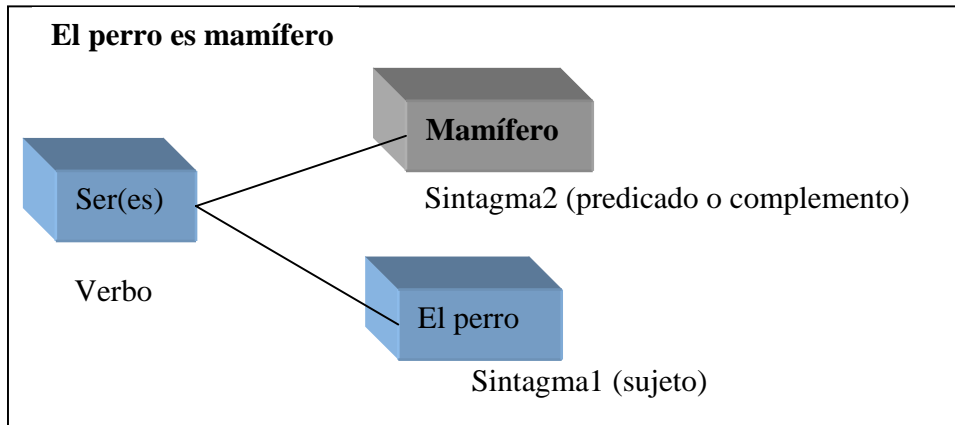 El perro es mamífero
Mamífero
Ser(es)
Sintagma2 (predicado o complemento)
Verbo
El perro
Sintagma1 (sujeto)